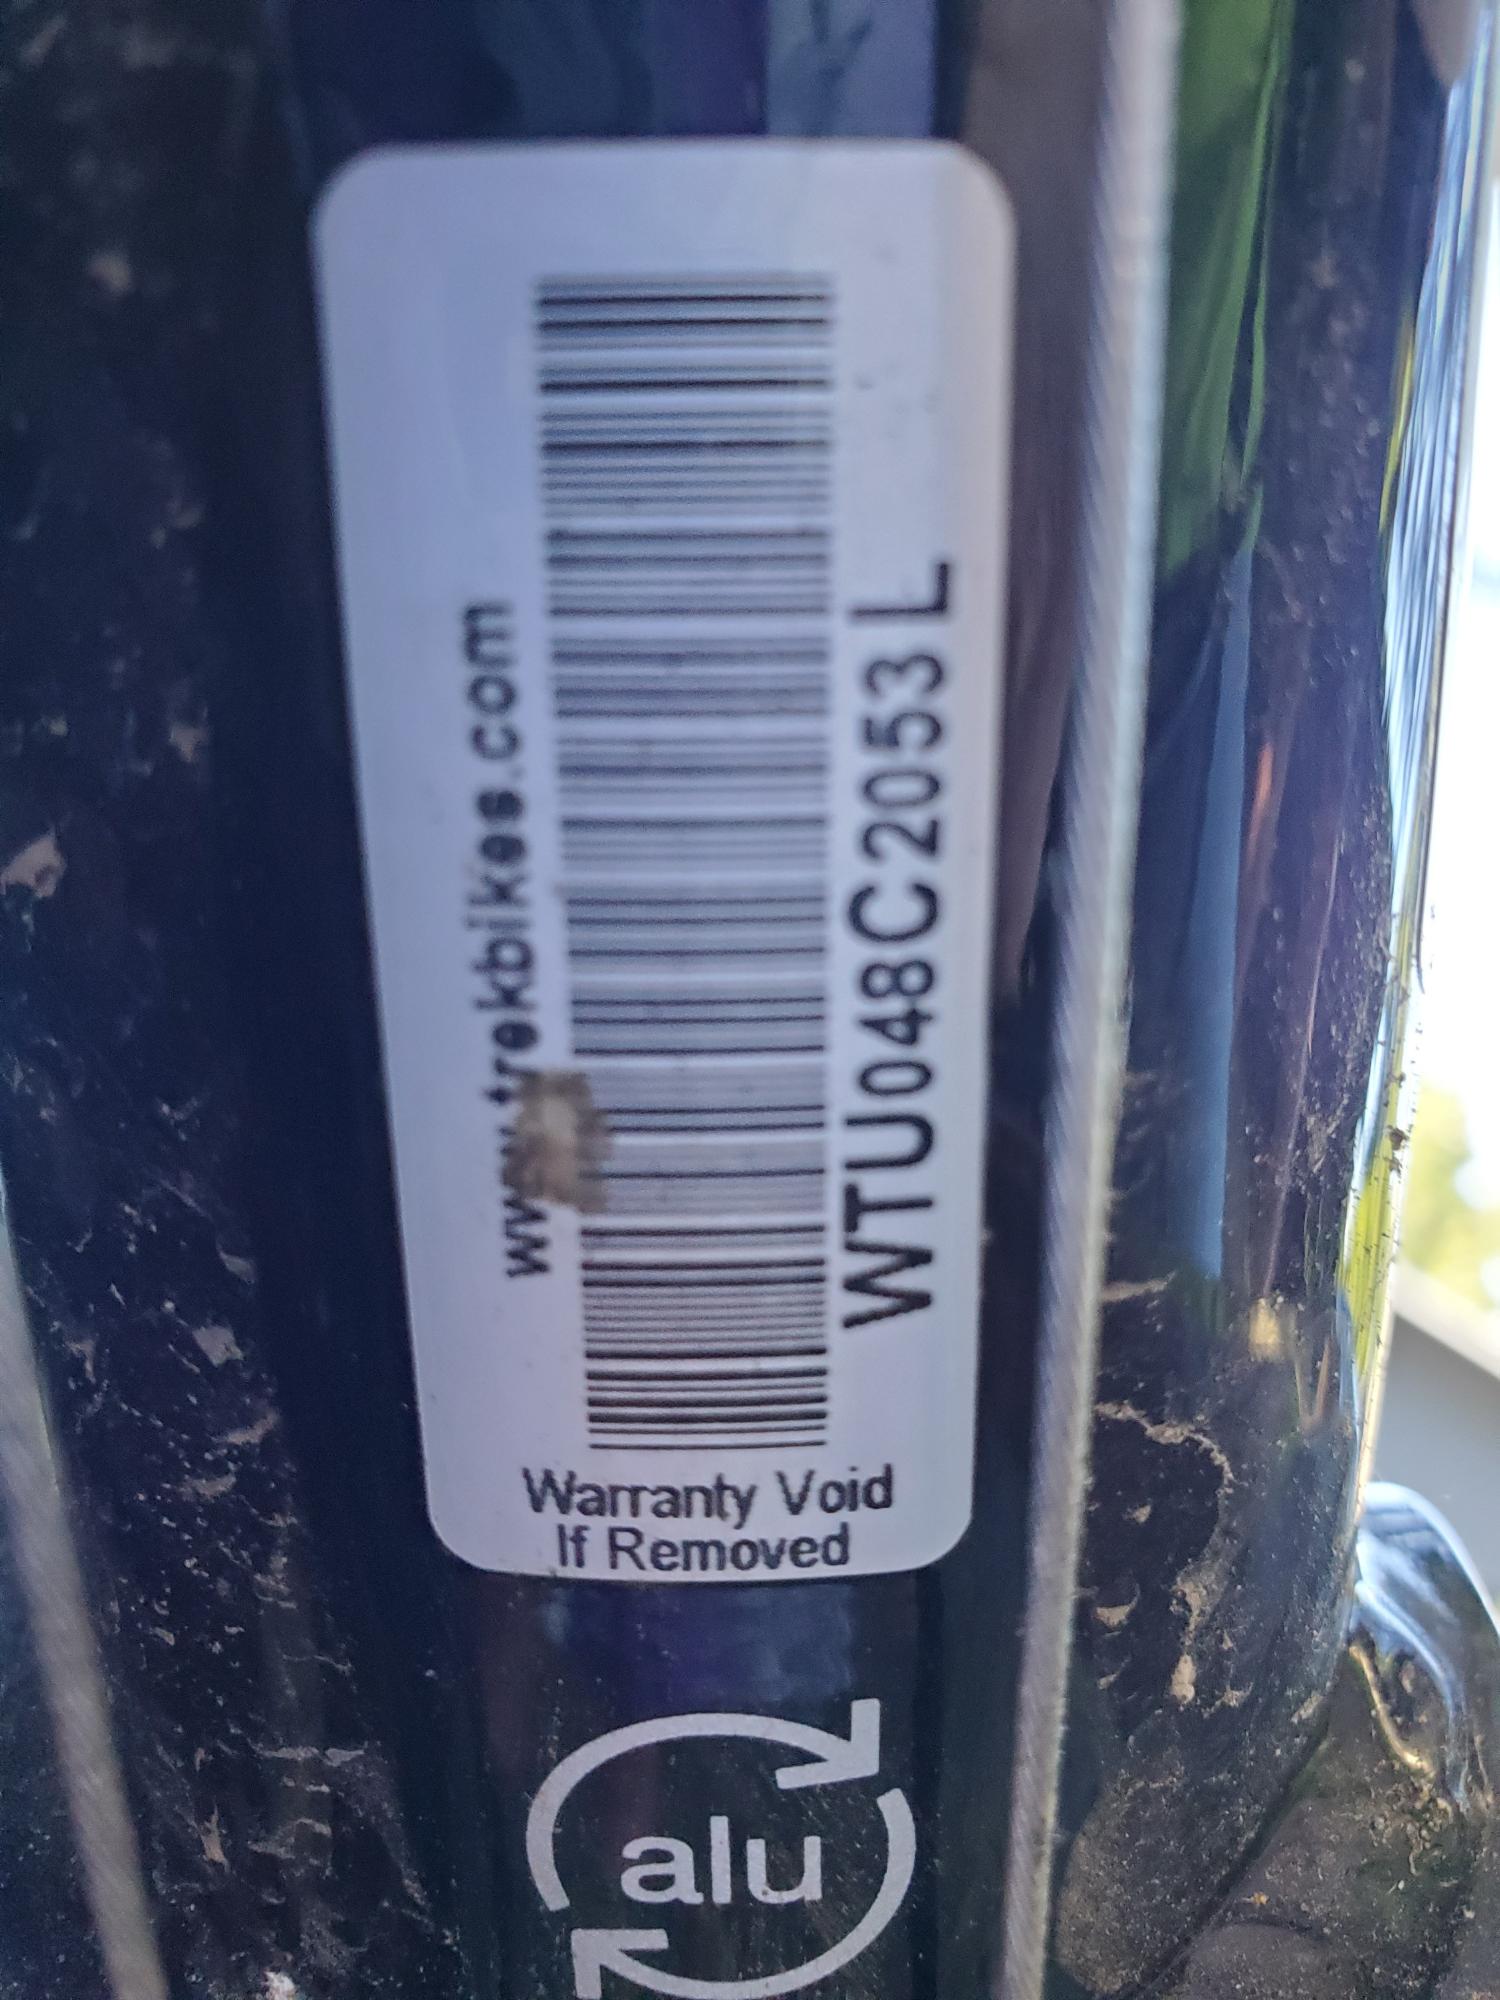 www.trekbikes.com
WTU048C2053 L
Warranty Void
If Removed
alu